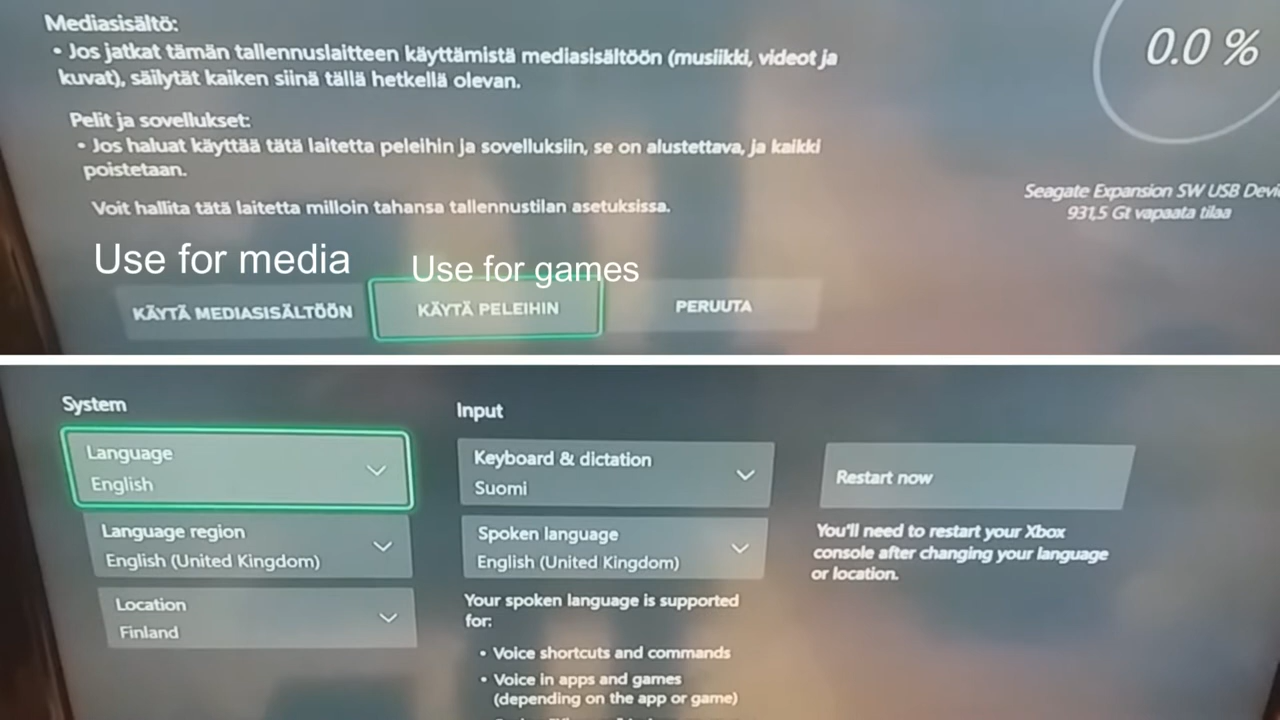 Mediasisältö:
• Jos jatkat tämän tallennuslaitteen käyttämistä mediasisältöön (musiikki, videot ja
kuvat), säilytät kaiken siinä tällä hetkellä olevan.
Pelit ja sovellukset:
• Jos haluat käyttää tätä laitetta peleihin ja sovelluksiin, se on alustettava, ja kaikki
poistetaan.
Voit hallita tätä laitetta milloin tahansa tallennustilan asetuksissa.
0.0 %
Seagate Expansion SW USB Devi
931,5 Gt vapaata tilaa
Use for media
Use for games
KÄYTÄ MEDIASISÄLTÖÖN
KÄYTÄ PELEIHIN
PERUUTA
System
Language
English
Language region
English (United Kingdom)
Location
Finland
Input
Keyboard & dictation
Suomi
Spoken language
English (United Kingdom)
Your spoken language is supported
for:
• Voice shortcuts and commands
• Voice in apps and games
(depending on the app or game)
Restart now
You'll need to restart your Xbox
console after changing your language
or location.